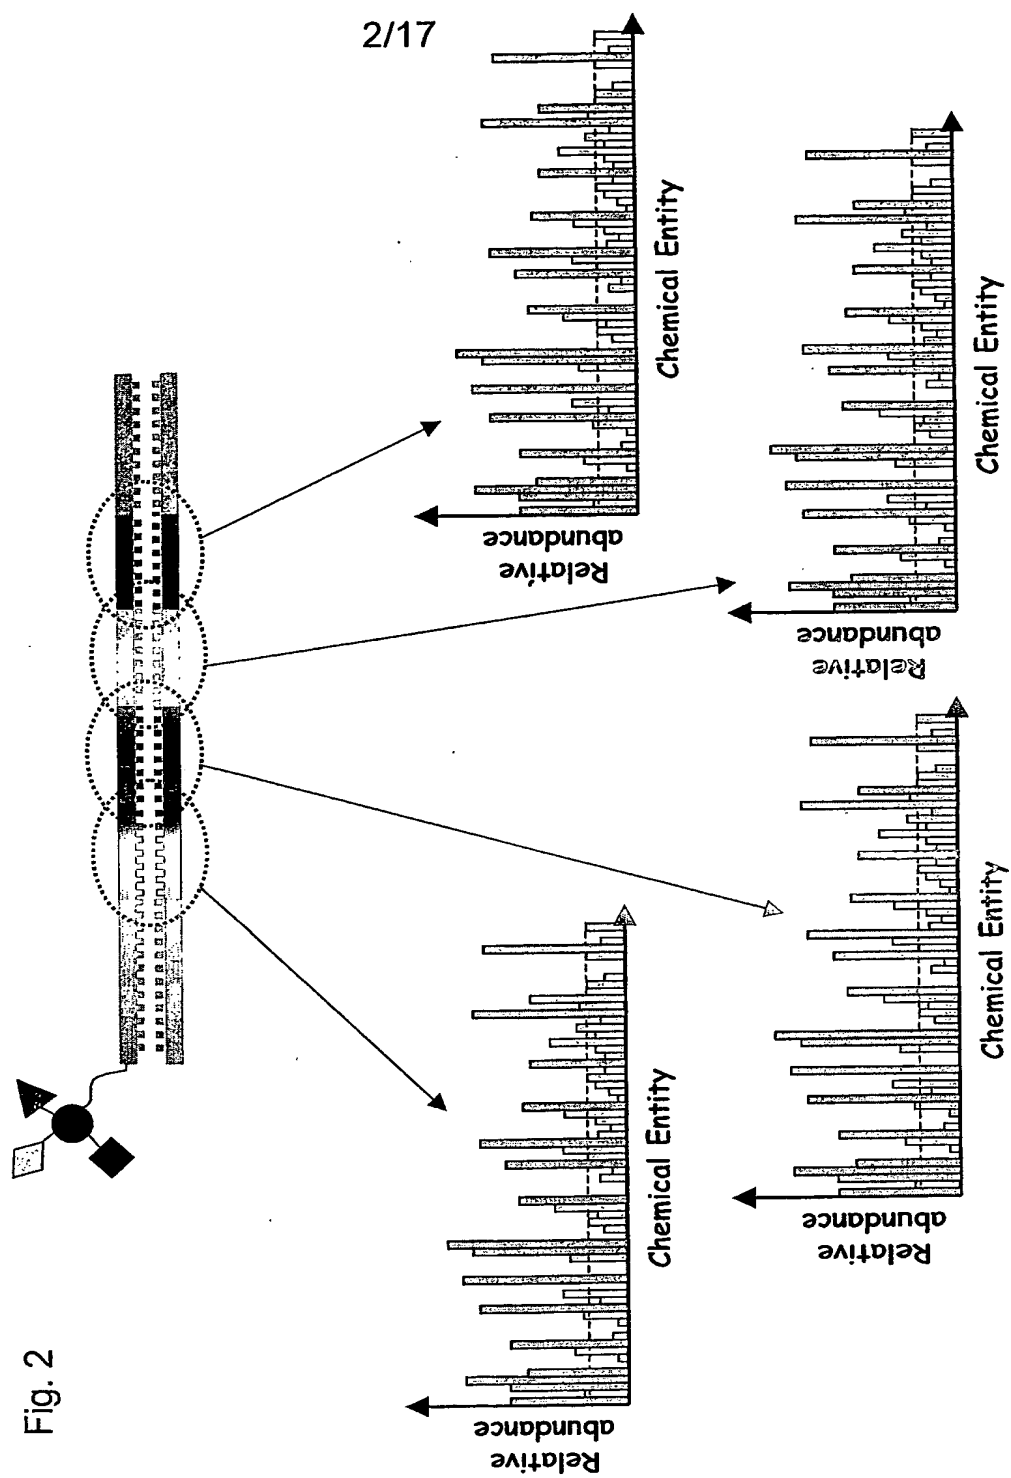 2/17
Fig. 2
Relative
abundance
Chemical Entity
Relative
abundance
Chemical Entity
Relative
abundance
Chemical Entity
Relative
abundance
Chemical Entity